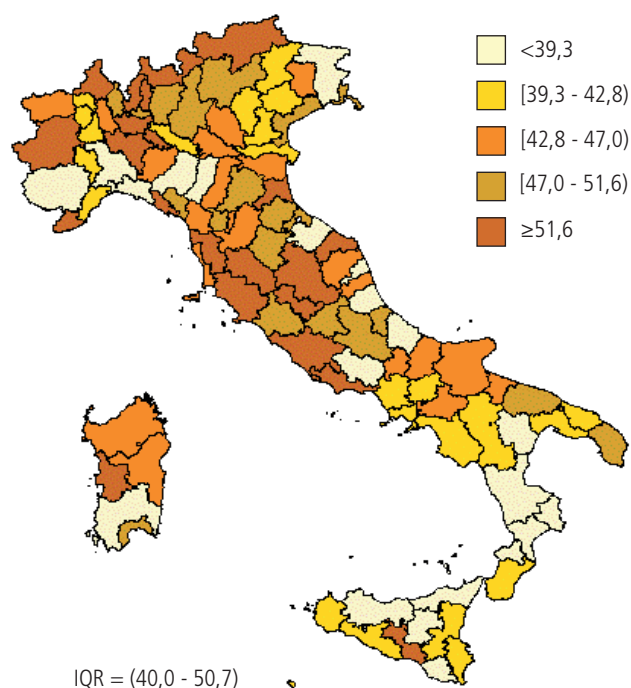 <39,3
[39,3 - 42,8)
[42,8 - 47,0)
[47,0 - 51,6)
≥51,6
IQR = (40,0 - 50,7)